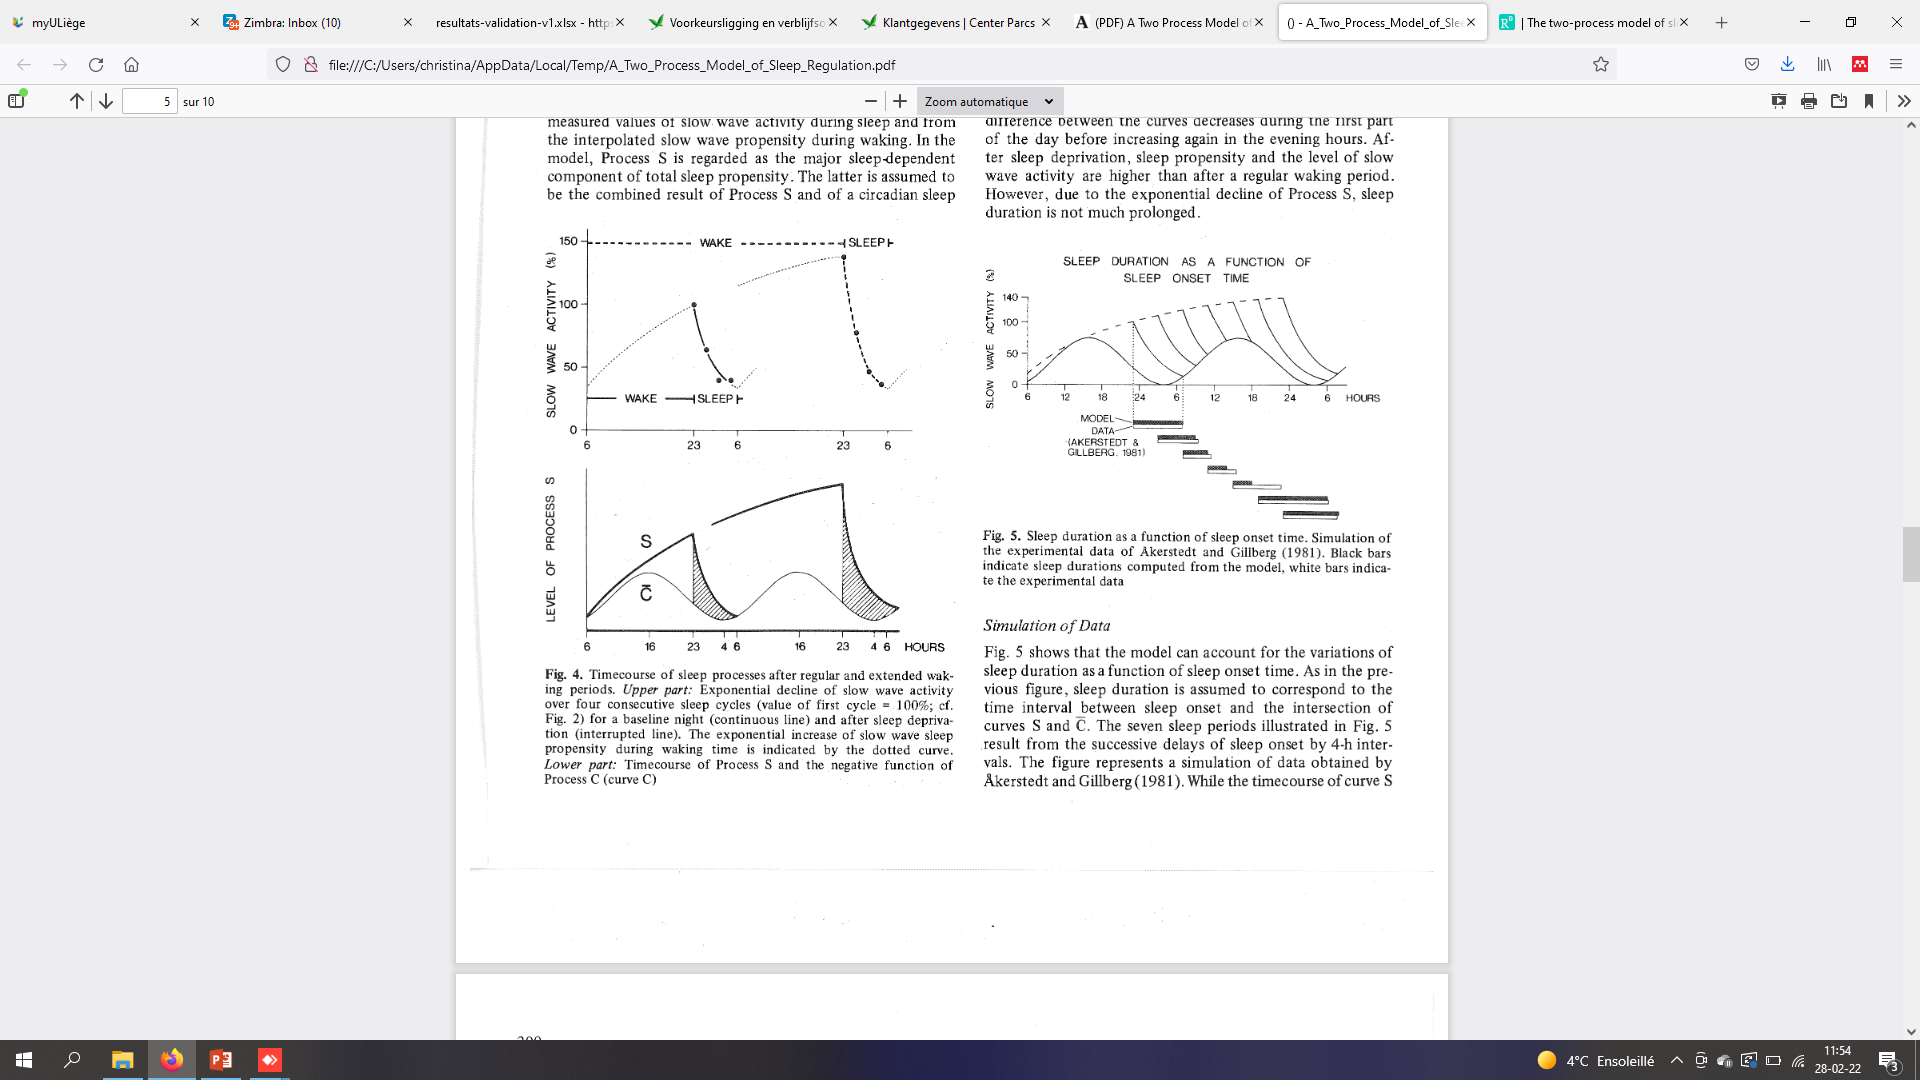 myULiège
Zimbra: Inbox (10)
resultats-validation-v1.xlsx - http
Voorkeursligging en verblijfso
Klantgegevens | Center Parcs
(PDF) A Two Process Model of
() - A_Two_Process_Model_of_Slee
| The two-process model of sl
file:///C:/Users/christina/AppData/Local/Temp/A_Two_Process_Model_of_Sleep_Regulation.pdf
5 sur 10
Zoom automatique
measured values of slow wave activity during sleep and from
the interpolated slow wave propensity during waking. In the
model, Process S is regarded as the major sleep-dependent
component of total sleep propensity. The latter is assumed to
be the combined result of Process S and of a circadian sleep
150
WAKE
SLEEP
SLOW WAVE ACTIVITY (%)
100
50
WAKE
SLEEP
0
6 23 6 23 6
LEVEL OF PROCESS S
S
C̅
6 16 23 4 6 16 23 4 6 HOURS
Fig. 4. Timecourse of sleep processes after regular and extended wak-
ing periods. Upper part: Exponential decline of slow wave activity
over four consecutive sleep cycles (value of first cycle = 100%; cf.
Fig. 2) for a baseline night (continuous line) and after sleep depriva-
tion (interrupted line). The exponential increase of slow wave sleep
propensity during waking time is indicated by the dotted curve.
Lower part: Timecourse of Process S and the negative function of
Process C (curve C)
difference between the curves decreases during the first part
of the day before increasing again in the evening hours. Af-
ter sleep deprivation, sleep propensity and the level of slow
wave activity are higher than after a regular waking period.
However, due to the exponential decline of Process S, sleep
duration is not much prolonged.
SLEEP DURATION AS A FUNCTION OF
SLEEP ONSET TIME
SLOW WAVE ACTIVITY (%)
140
100
50
0
6 12 18 24 6 12 18 24 6 HOURS
MODEL
DATA
(AKERSTEDT &
GILLBERG, 1981)
Fig. 5. Sleep duration as a function of sleep onset time. Simulation of
the experimental data of Åkerstedt and Gillberg (1981). Black bars
indicate sleep durations computed from the model, white bars indica-
te the experimental data
Simulation of Data
Fig. 5 shows that the model can account for the variations of
sleep duration as a function of sleep onset time. As in the pre-
vious figure, sleep duration is assumed to correspond to the
time interval between sleep onset and the intersection of
curves S and C̅. The seven sleep periods illustrated in Fig. 5
result from the successive delays of sleep onset by 4-h inter-
vals. The figure represents a simulation of data obtained by
Åkerstedt and Gillberg (1981). While the timecourse of curve S
4°C Ensoleillé
11:54
28-02-22
3